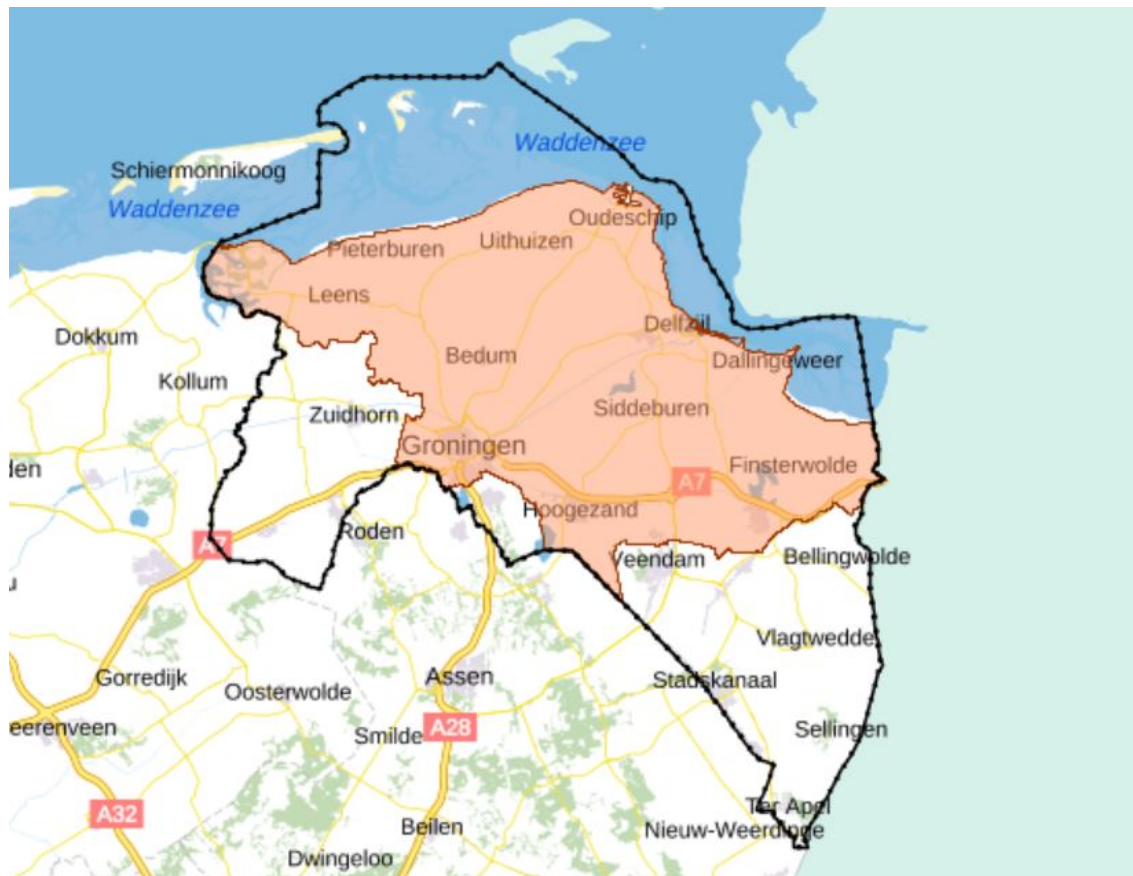 Waddenzee
Schiermonnikoog
Waddenzee
Oudeschip
Uithuizen
Pieterburen
Leens
Delfzijl
Dokkum
Bedum
Dallingeweer
Kollum
Siddeburen
Zuidhorn
Groningen
den
Finsterwolde
A7
Hoogezand
Roden
A7
Veendam
Bellingwolde
u
Vlagtwedde
Gorredijk
Assen
Stadskanaal
Oosterwolde
eerenveen
A28
Sellingen
Smilde
Ter Apel
A32
Beilen
Nieuw-Weerdinge
Dwingeloo